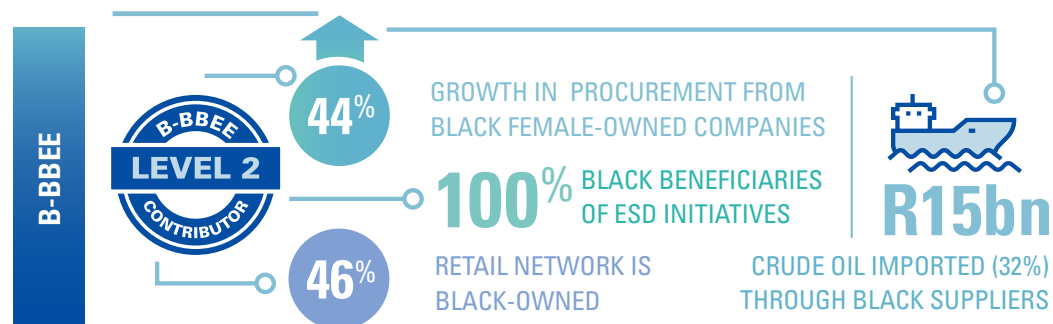 B-BBEE
B-BBEE
LEVEL 2
CONTRIBUTOR
44%
GROWTH IN PROCUREMENT FROM
BLACK FEMALE-OWNED COMPANIES
100%
BLACK BENEFICIARIES
OF ESD INITIATIVES
46%
RETAIL NETWORK IS
BLACK-OWNED
R15bn
CRUDE OIL IMPORTED (32%)
THROUGH BLACK SUPPLIERS